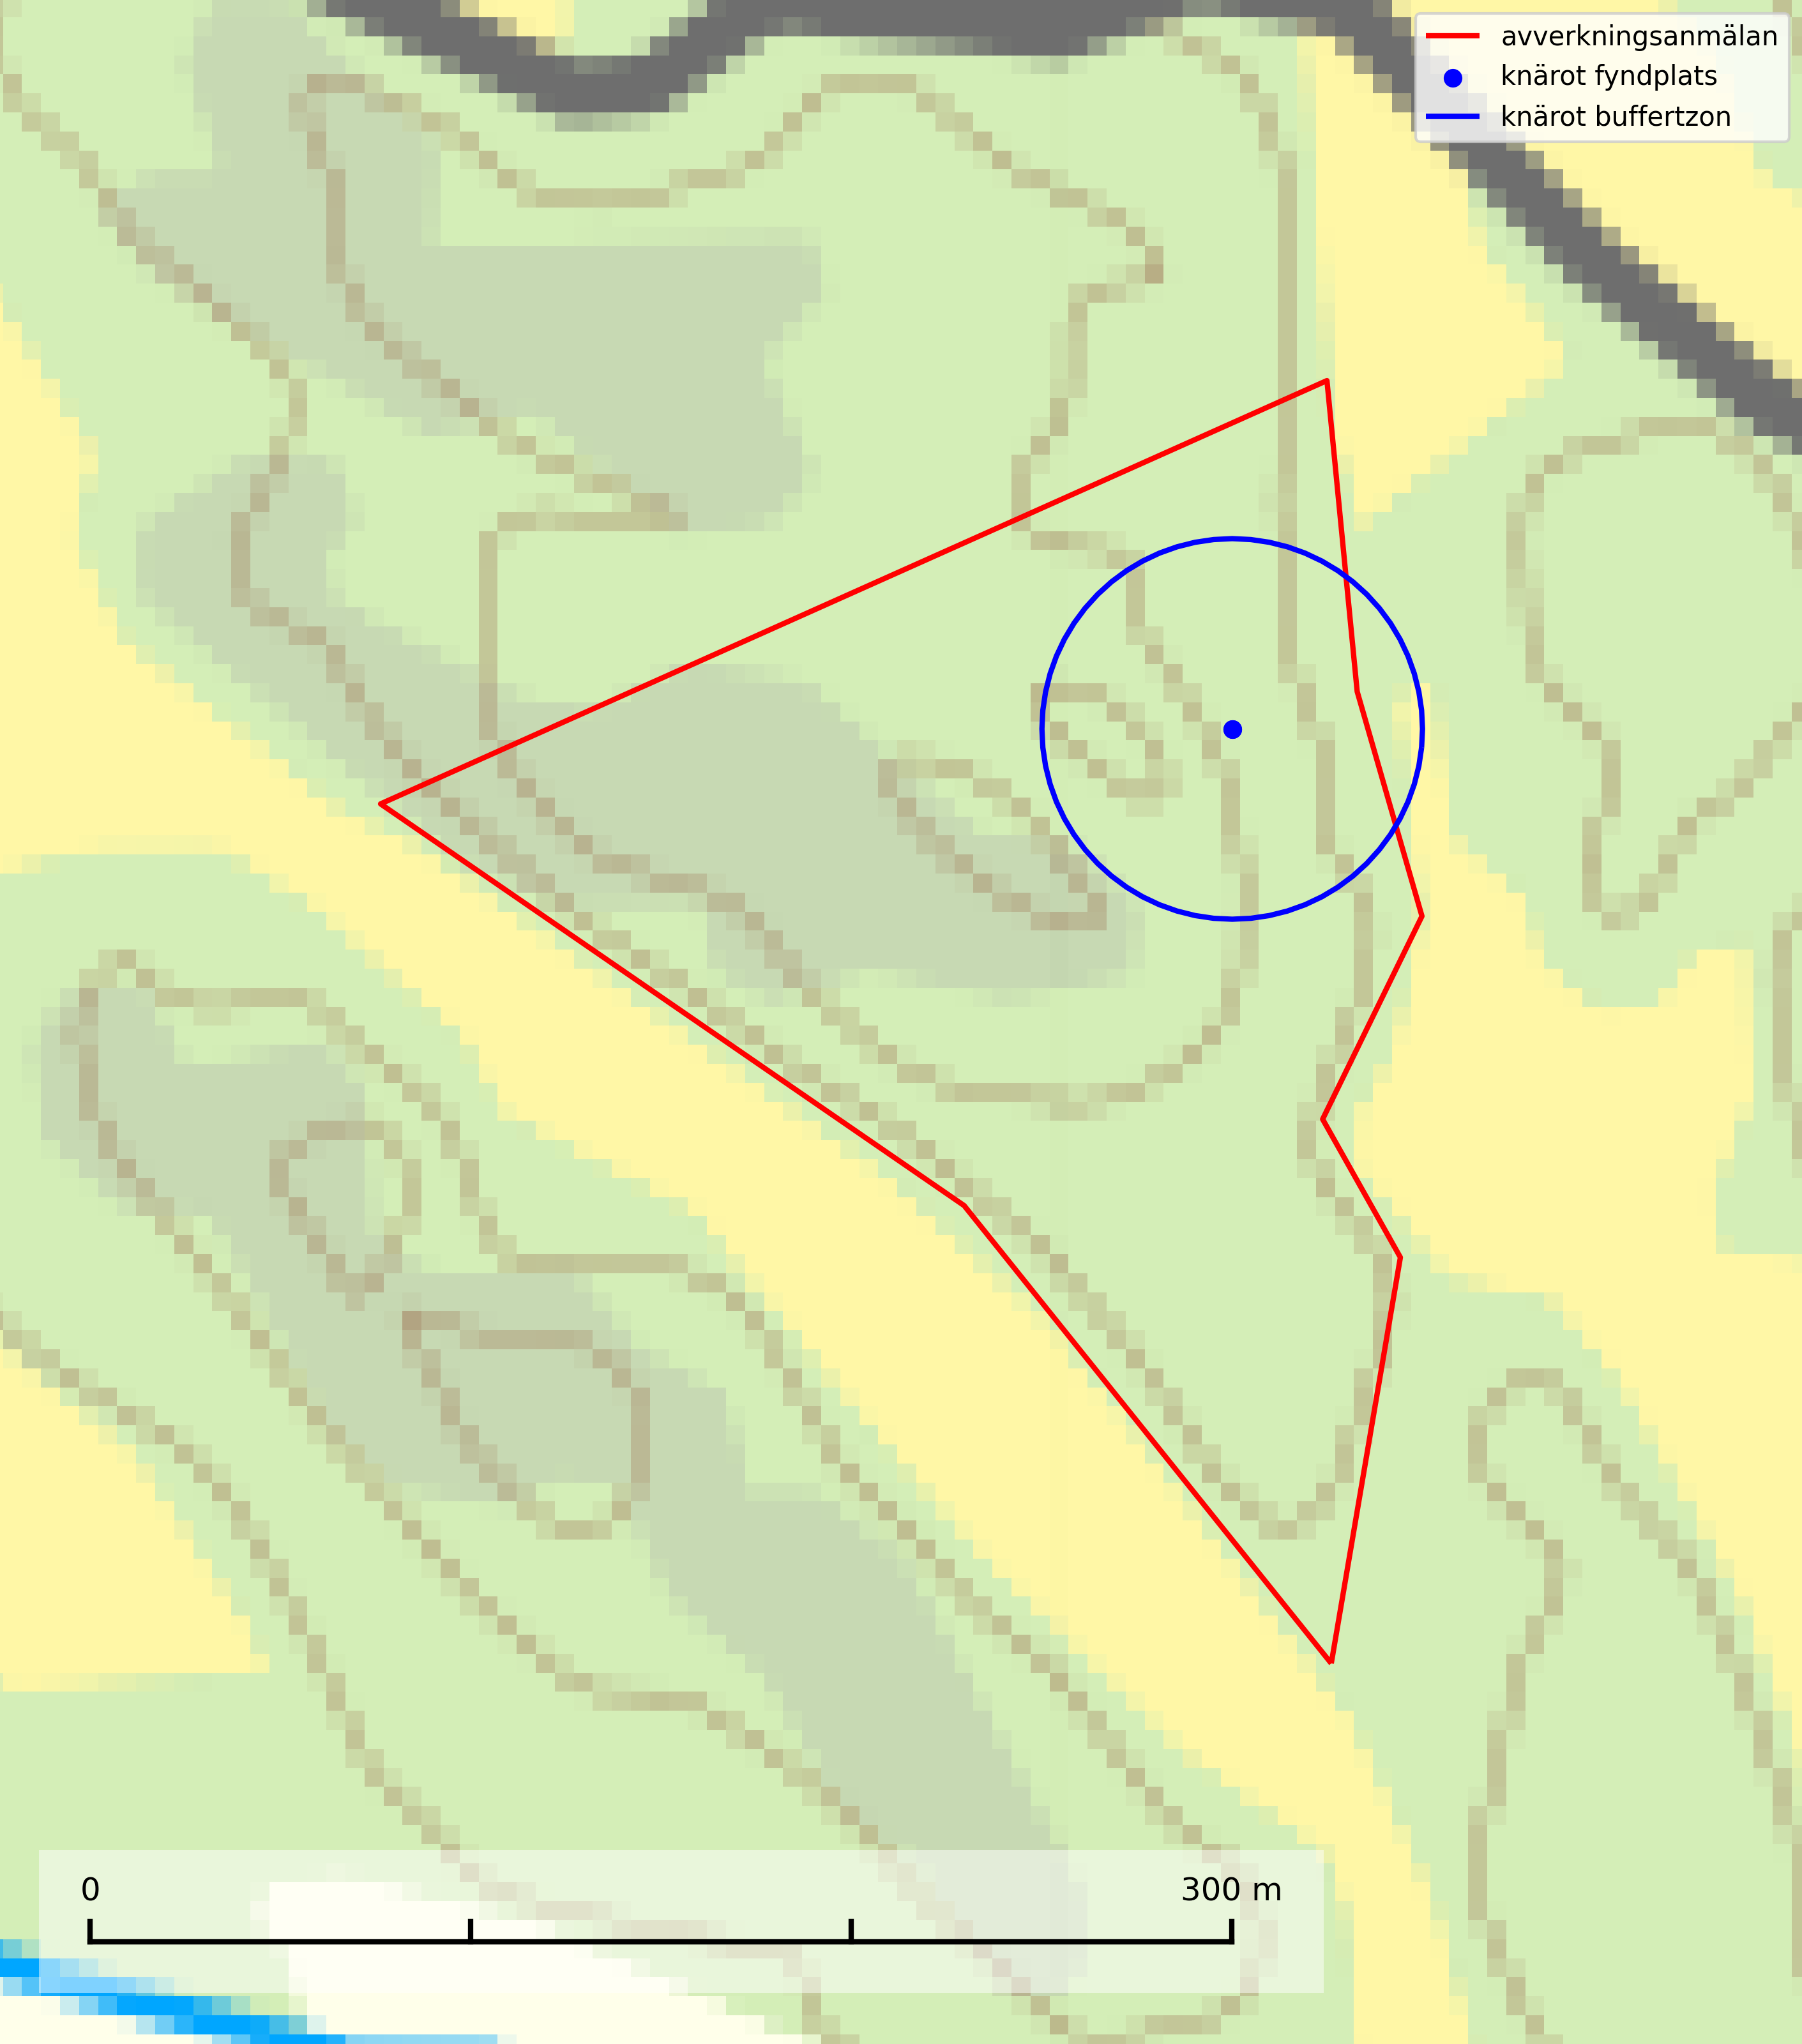 avverkningsanmälan
knärot fyndplats
knärot buffertzon
0
300 m